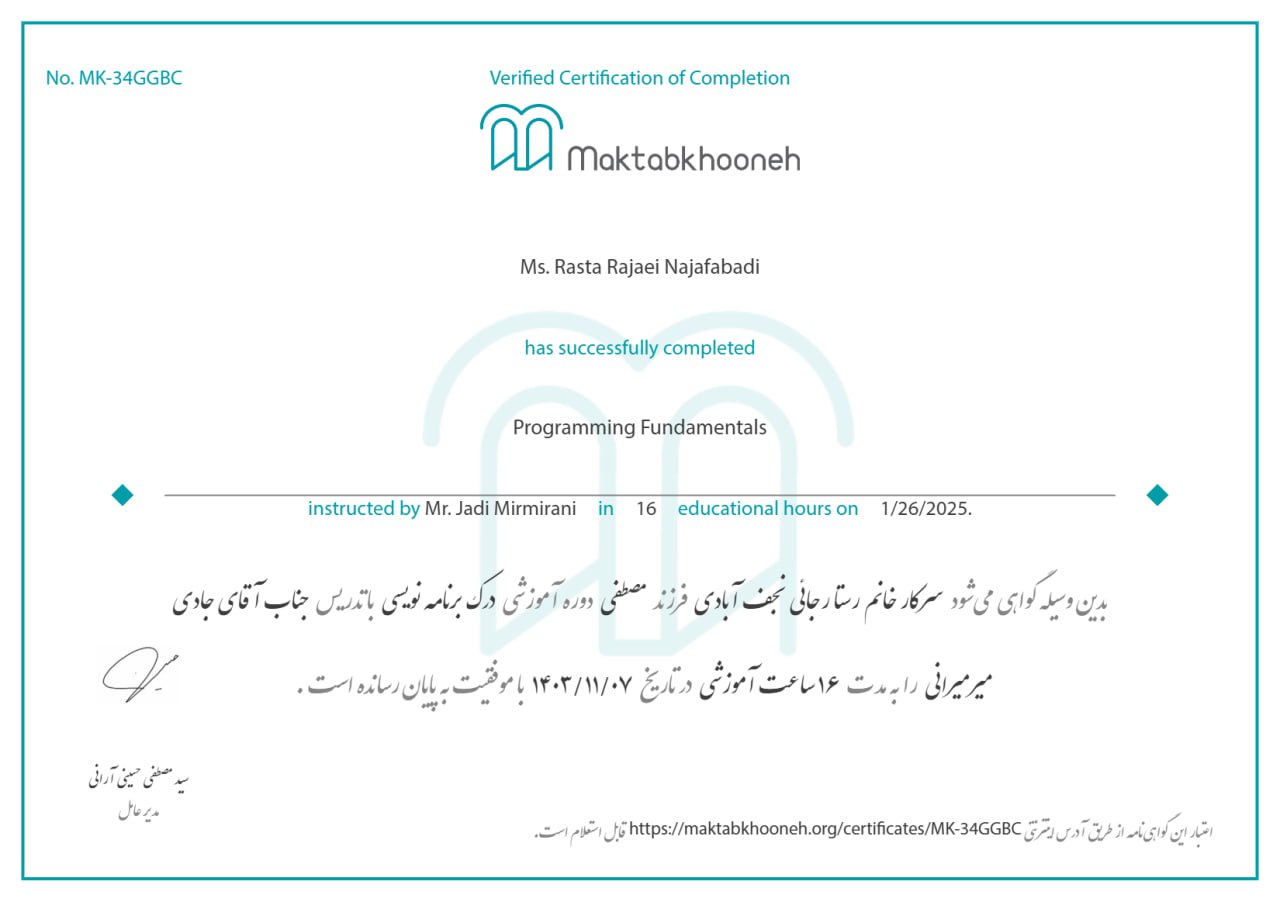 No. MK-34GGBC
Verified Certification of Completion
Maktabkhooneh
Ms. Rasta Rajaei Najafabadi
has successfully completed
Programming Fundamentals
instructed by Mr. Jadi Mirmirani in 16 educational hours on 1/26/2025.
بدین وسیله گواهی می‌شود سرکار خانم رستا رجائی نجف آبادی فرزند مصطفی دوره آموزشی درک برنامه نویسی با تدریس جناب آقای جادی
میرمیرانی را به مدت ۱۶ ساعت آموزشی در تاریخ ۱۴۰۳/۱۱/۰۷ با موفقیت به پایان رسانده است .
سید مصطفی حسینی آرانی
مدیر عامل
اعتبار این گواهی‌نامه از طریق آدرس اینترنتی https://maktabkhooneh.org/certificates/MK-34GGBC قابل استعلام است.